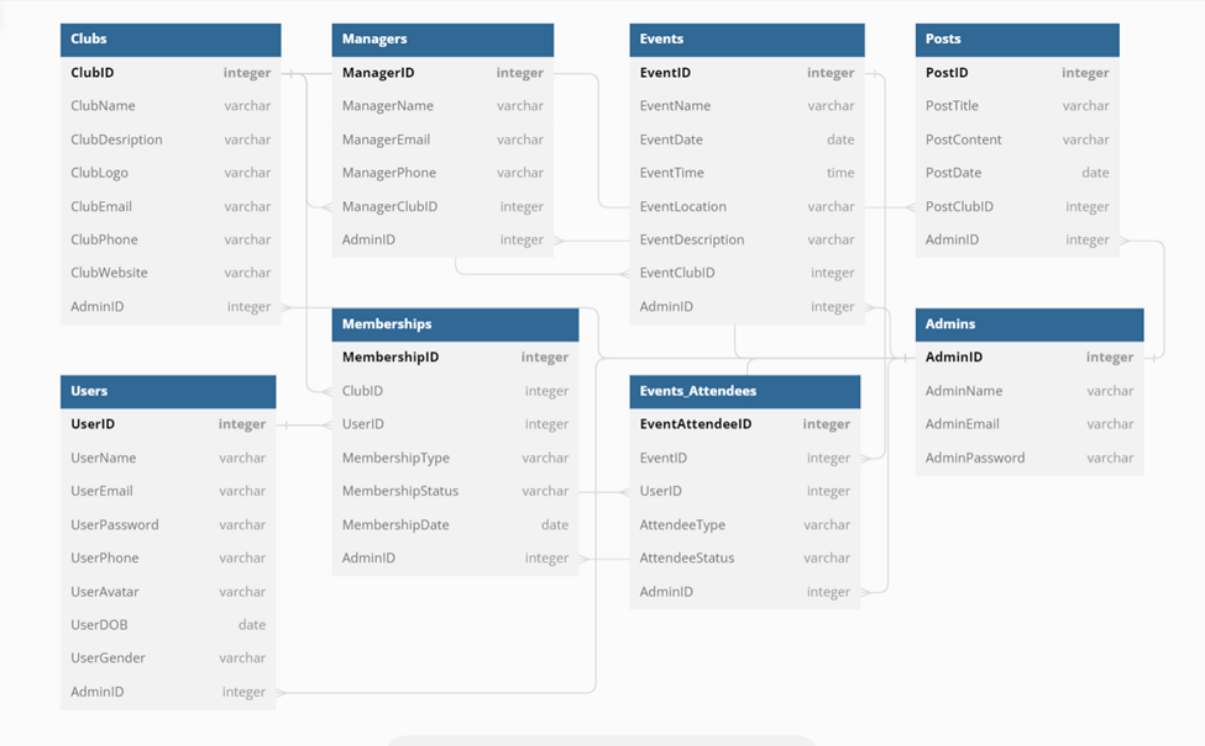 Clubs
ClubID integer
ClubName varchar
ClubDesription varchar
ClubLogo varchar
ClubEmail varchar
ClubPhone varchar
ClubWebsite varchar
AdminID integer
Managers
ManagerID integer
ManagerName varchar
ManagerEmail varchar
ManagerPhone varchar
ManagerClubID integer
AdminID integer
Events
EventID integer
EventName varchar
EventDate date
EventTime time
EventLocation varchar
EventDescription varchar
EventClubID integer
AdminID integer
Posts
PostID integer
PostTitle varchar
PostContent varchar
PostDate date
PostClubID integer
AdminID integer
Users
UserID integer
UserName varchar
UserEmail varchar
UserPassword varchar
UserPhone varchar
UserAvatar varchar
UserDOB date
UserGender varchar
AdminID integer
Memberships
MembershipID integer
ClubID integer
UserID integer
MembershipType varchar
MembershipStatus varchar
MembershipDate date
AdminID integer
Events_Attendees
EventAttendeeID integer
EventID integer
UserID integer
AttendeeType varchar
AttendeeStatus varchar
AdminID integer
Admins
AdminID integer
AdminName varchar
AdminEmail varchar
AdminPassword varchar